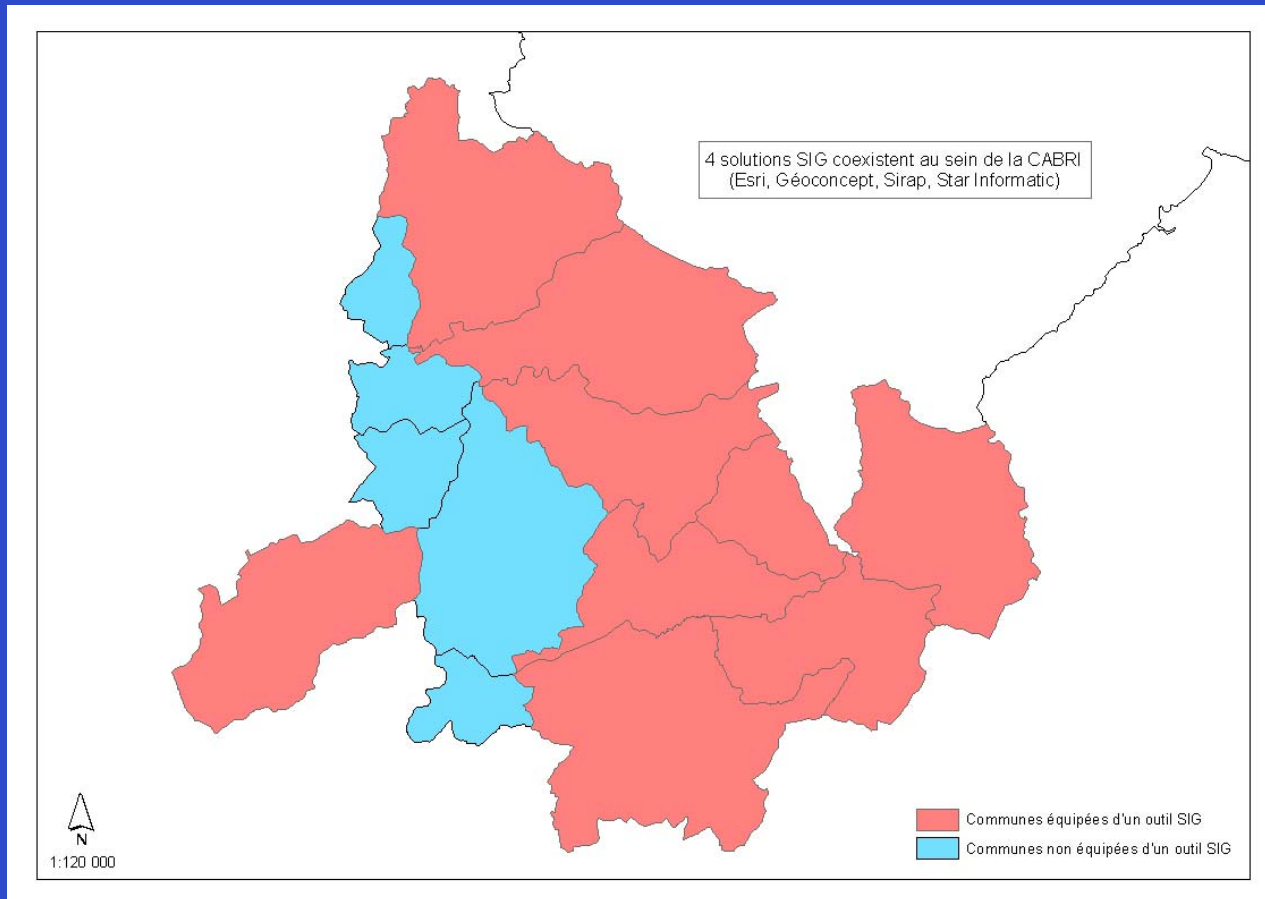 4 solutions SIG coexistent au sein de la CABRI
(Esri, Géoconcept, Sirap, Star Informatic)
N
1:120 000
Communes équipées d'un outil SIG
Communes non équipées d'un outil SIG